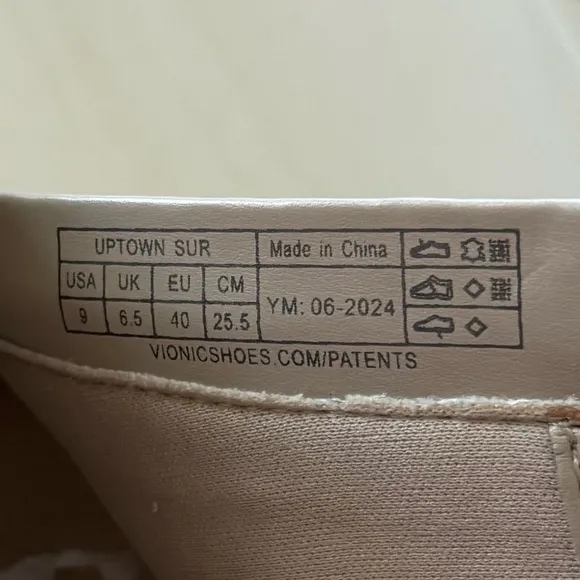 UPTOWN SUR Made in China
USA UK EU CM
9 6.5 40 25.5
YM: 06-2024
VIONICSHOES.COM/PATENTS